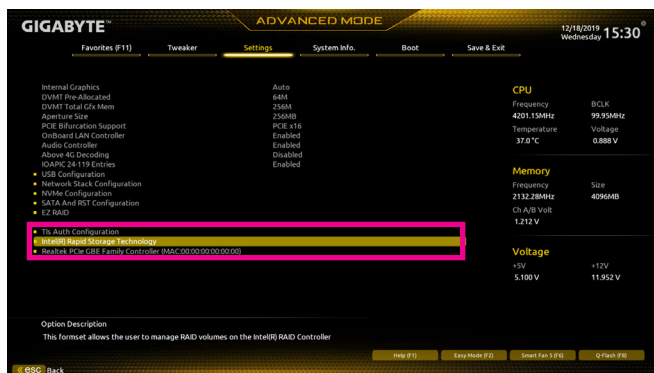 GIGABYTE™
ADVANCED MODE
12/18/2019
Wednesday 15:30
Favorites (F11) Tweaker Settings System Info. Boot Save & Exit
Internal Graphics Auto
DVMT Pre-Allocated 64M
DVMT Total Gfx Mem 256M
Aperture Size 256MB
PCIE Bifurcation Support PCIE x16
OnBoard LAN Controller Enabled
Audio Controller Enabled
Above 4G Decoding Disabled
IOAPIC 24-119 Entries Enabled
USB Configuration
Network Stack Configuration
NVMe Configuration
SATA And RST Configuration
EZ RAID
Tls Auth Configuration
Intel(R) Rapid Storage Technology
Realtek PCIe GBE Family Controller (MAC:00:00:00:00:00:00)
CPU
Frequency BCLK
4201.15MHz 99.95MHz
Temperature Voltage
37.0 °C 0.888 V
Memory
Frequency Size
2132.28MHz 4096MB
Ch A/B Volt
1.212 V
Voltage
+5V +12V
5.100 V 11.952 V
Option Description
This formset allows the user to manage RAID volumes on the Intel(R) RAID Controller
Help (F1) Easy Mode (F2) Smart Fan 5 (F6) Q-Flash (F8)
esc Back